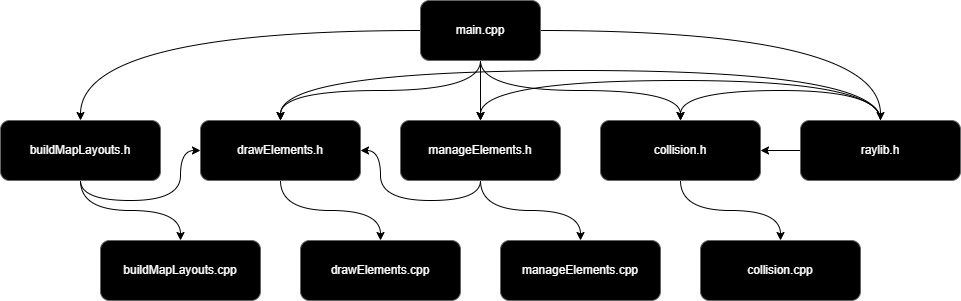 main.cpp
buildMapLayouts.h
drawElements.h
manageElements.h
collision.h
raylib.h
buildMapLayouts.cpp
drawElements.cpp
manageElements.cpp
collision.cpp